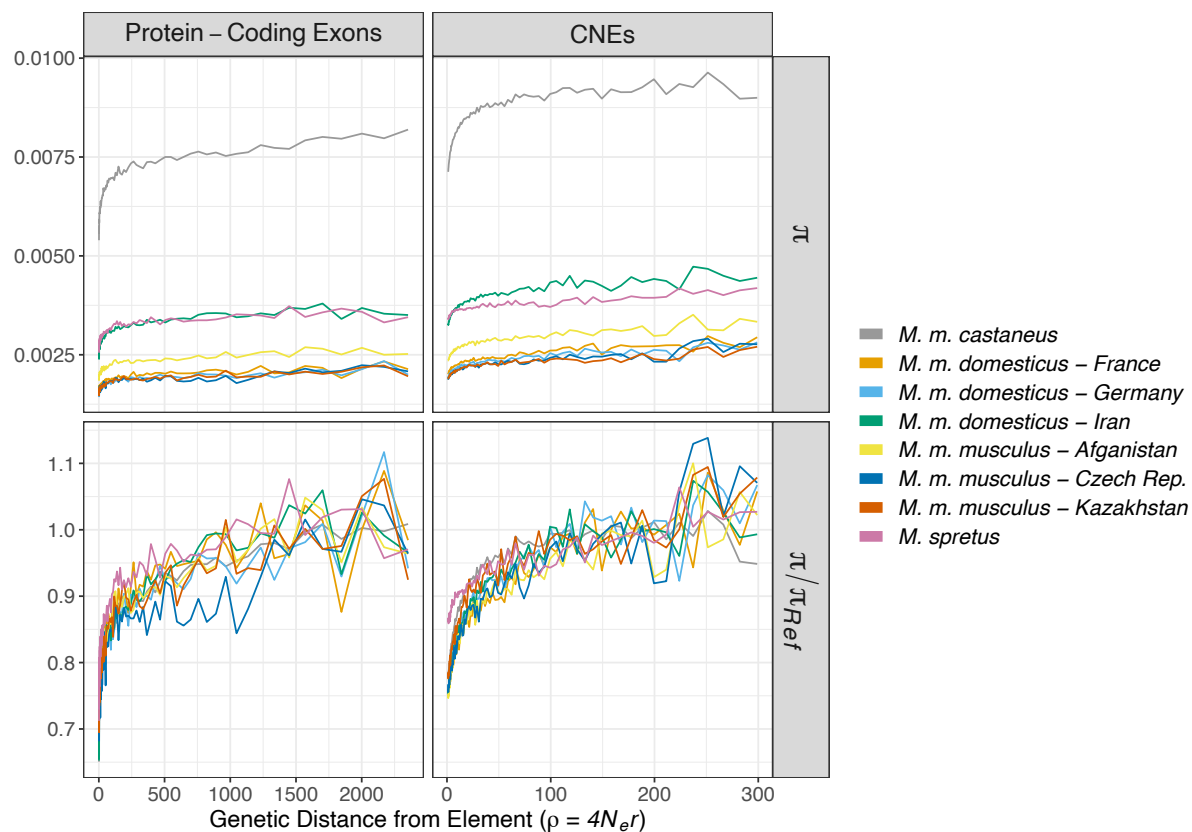 Protein – Coding Exons
CNEs
0.0100
0.0075
0.0050
0.0025
π
1.1
1.0
0.9
0.8
0.7
π/πRef
0 500 1000 1500 2000
0 100 200 300
Genetic Distance from Element (ρ = 4Ner)
M. m. castaneus
M. m. domesticus – France
M. m. domesticus – Germany
M. m. domesticus – Iran
M. m. musculus – Afganistan
M. m. musculus – Czech Rep.
M. m. musculus – Kazakhstan
M. spretus